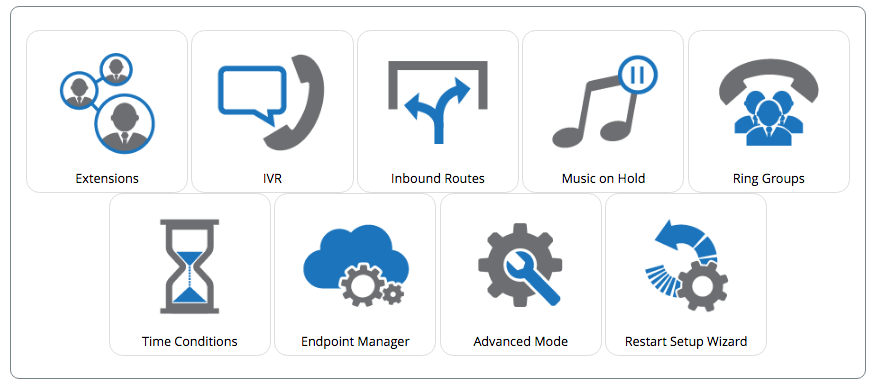 Extensions
IVR
Inbound Routes
Music on Hold
Ring Groups
Time Conditions
Endpoint Manager
Advanced Mode
Restart Setup Wizard